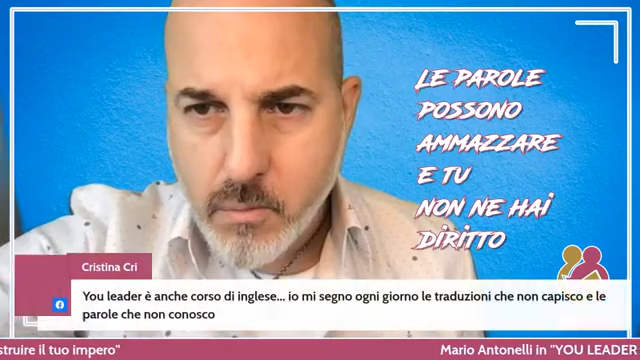 LE PAROLE
POSSONO
AMMAZZARE
E TU
NON NE HAI
DIRITTO
Cristina Cri
You leader è anche corso di inglese... io mi segno ogni giorno le traduzioni che non capisco e le
parole che non conosco
struire il tuo impero" Mario Antonelli in "YOU LEADER